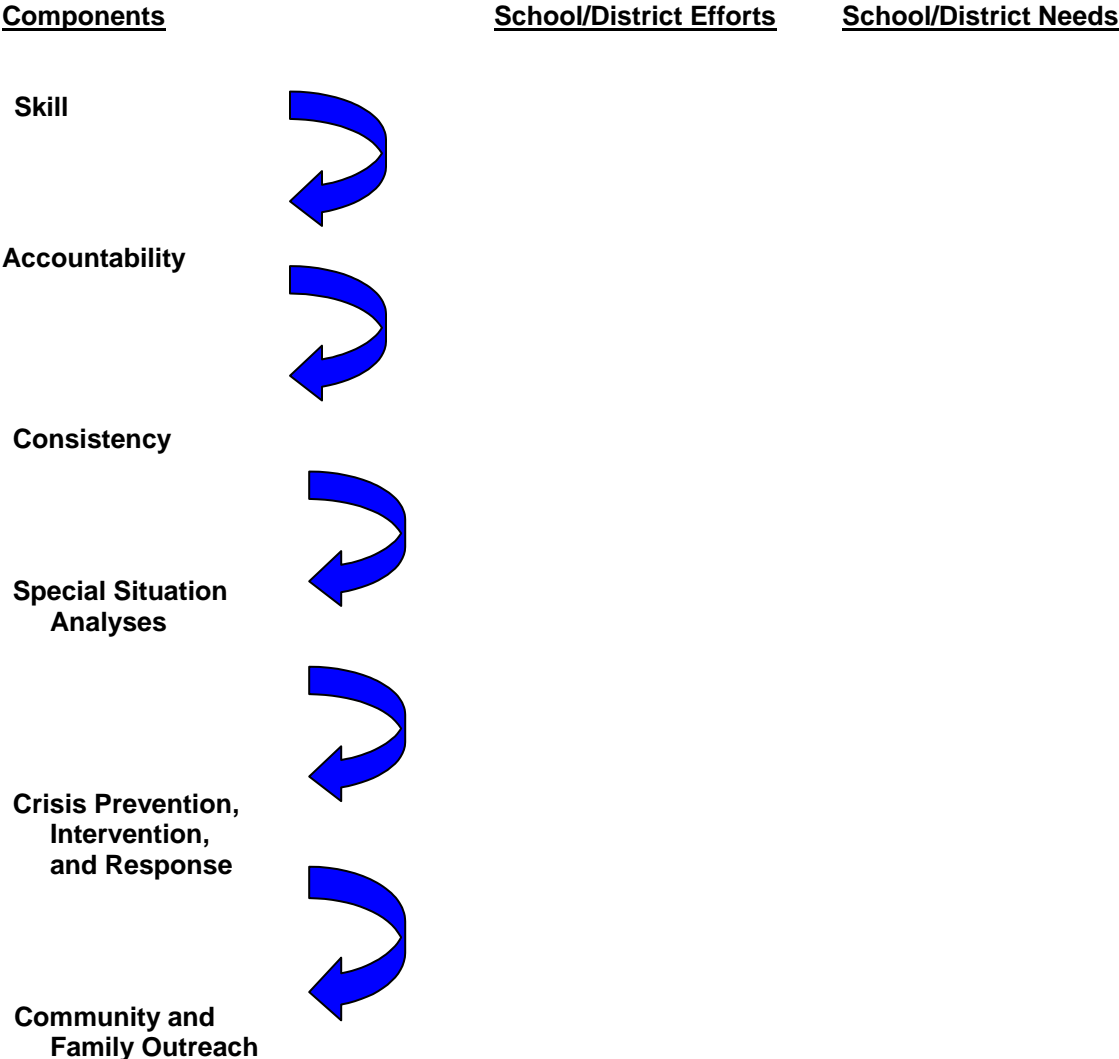 Components School/District Efforts School/District Needs
Skill
Accountability
Consistency
Special Situation
Analyses
Crisis Prevention,
Intervention,
and Response
Community and
Family Outreach